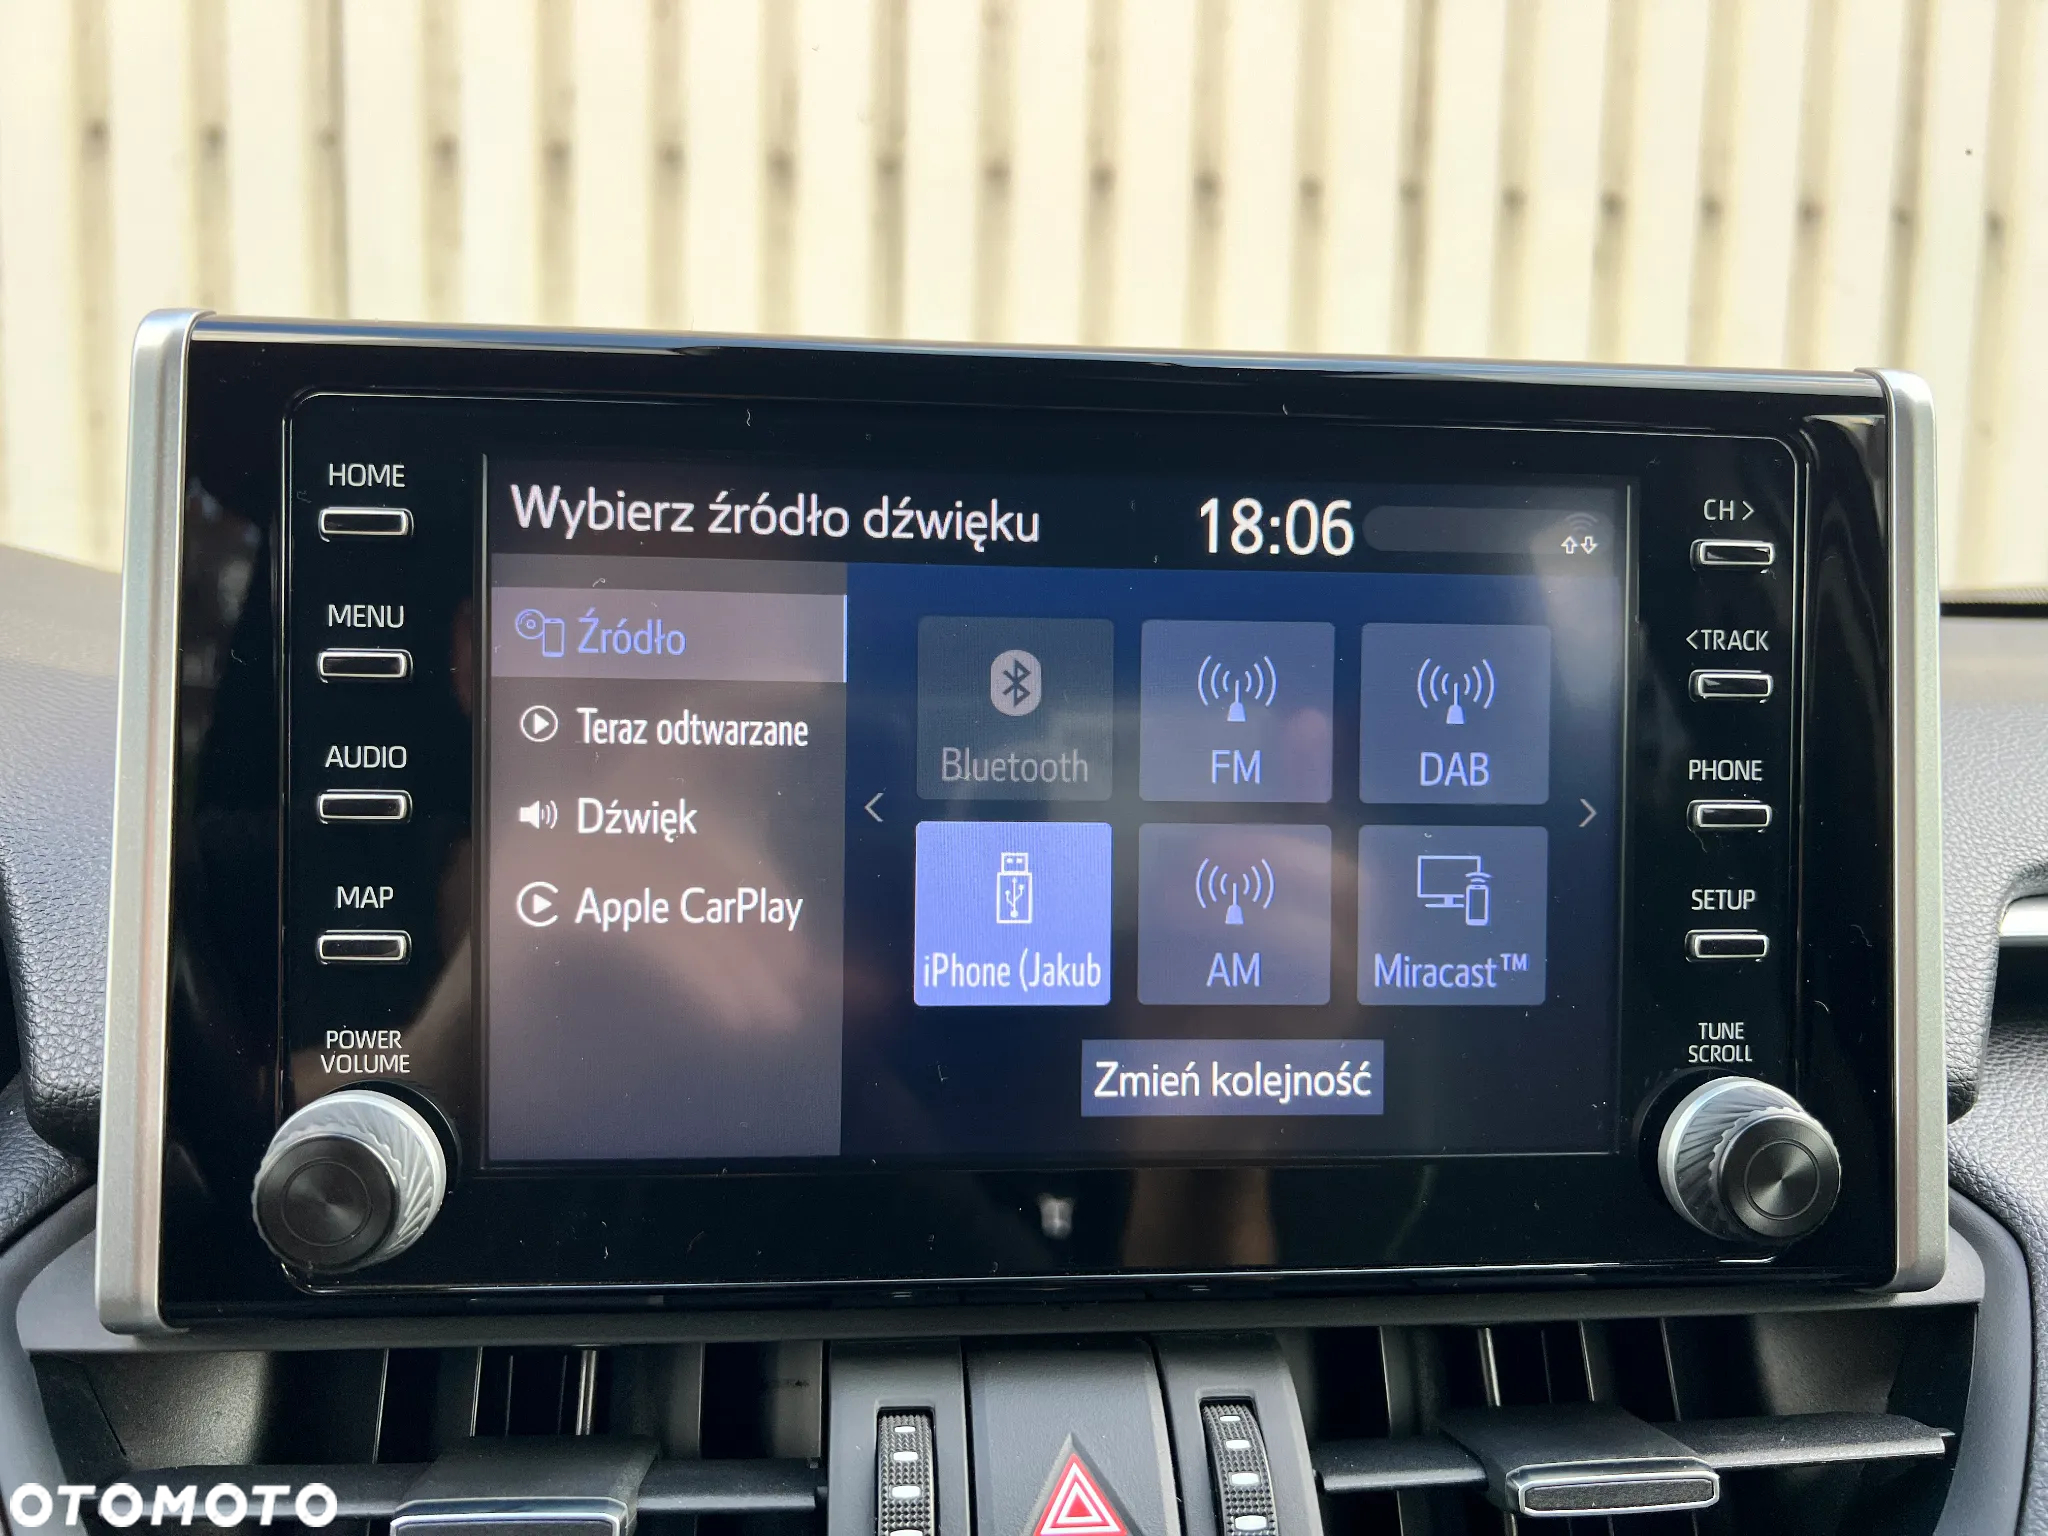 HOME
MENU
AUDIO
MAP
POWER
VOLUME
Wybierz źródło dźwięku
18:06
Źródło
Teraz odtwarzane
Dźwięk
Apple CarPlay
Bluetooth
FM
DAB
iPhone (Jakub
AM
Miracast™
Zmień kolejność
CH >
<TRACK
PHONE
SETUP
TUNE
SCROLL
OTOMOTO